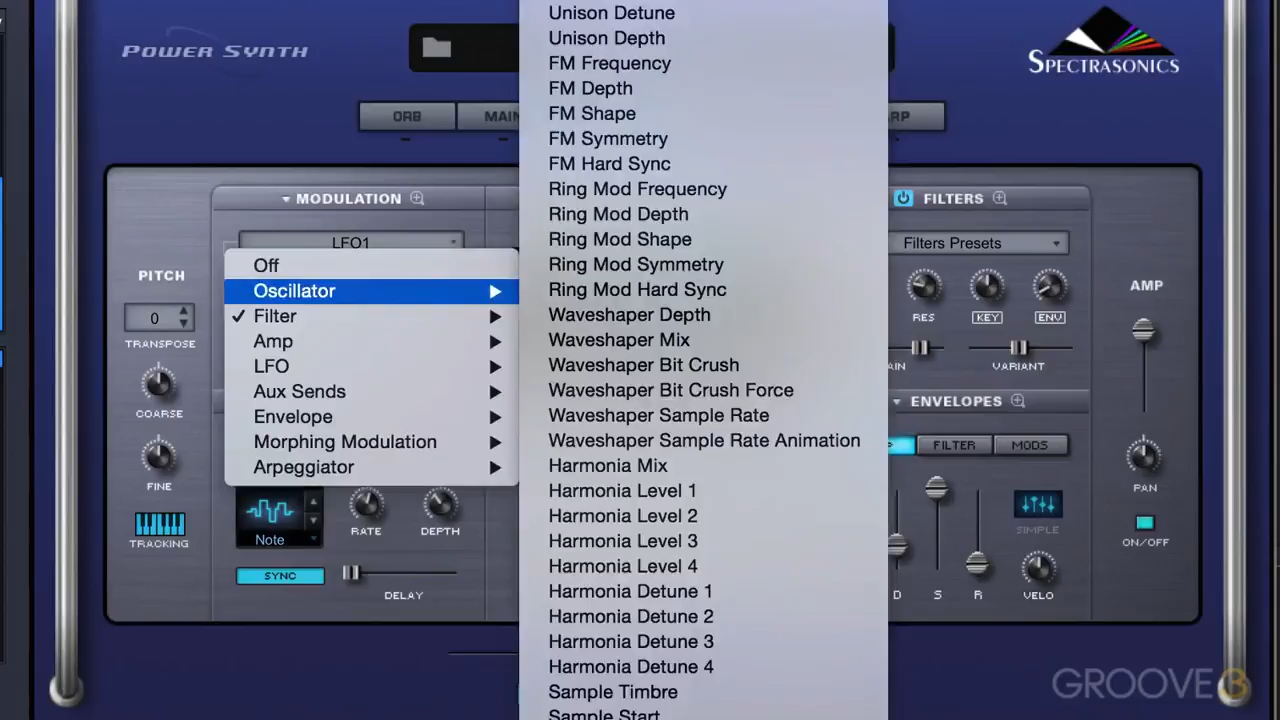 POWER SYNTH
SPECTRASONICS
ORB
MAIN
RP
MODULATION
LFO1
PITCH
0
TRANSPOSE
COARSE
FINE
TRACKING
Off
Oscillator
Filter
Amp
LFO
Aux Sends
Envelope
Morphing Modulation
Arpeggiator
Note
RATE
DEPTH
SYNC
DELAY
Unison Detune
Unison Depth
FM Frequency
FM Depth
FM Shape
FM Symmetry
FM Hard Sync
Ring Mod Frequency
Ring Mod Depth
Ring Mod Shape
Ring Mod Symmetry
Ring Mod Hard Sync
Waveshaper Depth
Waveshaper Mix
Waveshaper Bit Crush
Waveshaper Bit Crush Force
Waveshaper Sample Rate
Waveshaper Sample Rate Animation
Harmonia Mix
Harmonia Level 1
Harmonia Level 2
Harmonia Level 3
Harmonia Level 4
Harmonia Detune 1
Harmonia Detune 2
Harmonia Detune 3
Harmonia Detune 4
Sample Timbre
Sample Start
FILTERS
Filters Presets
RES
KEY
ENV
AIN
VARIANT
ENVELOPES
FILTER
MODS
SIMPLE
D
S
R
VELO
AMP
PAN
ON/OFF
GROOVE3